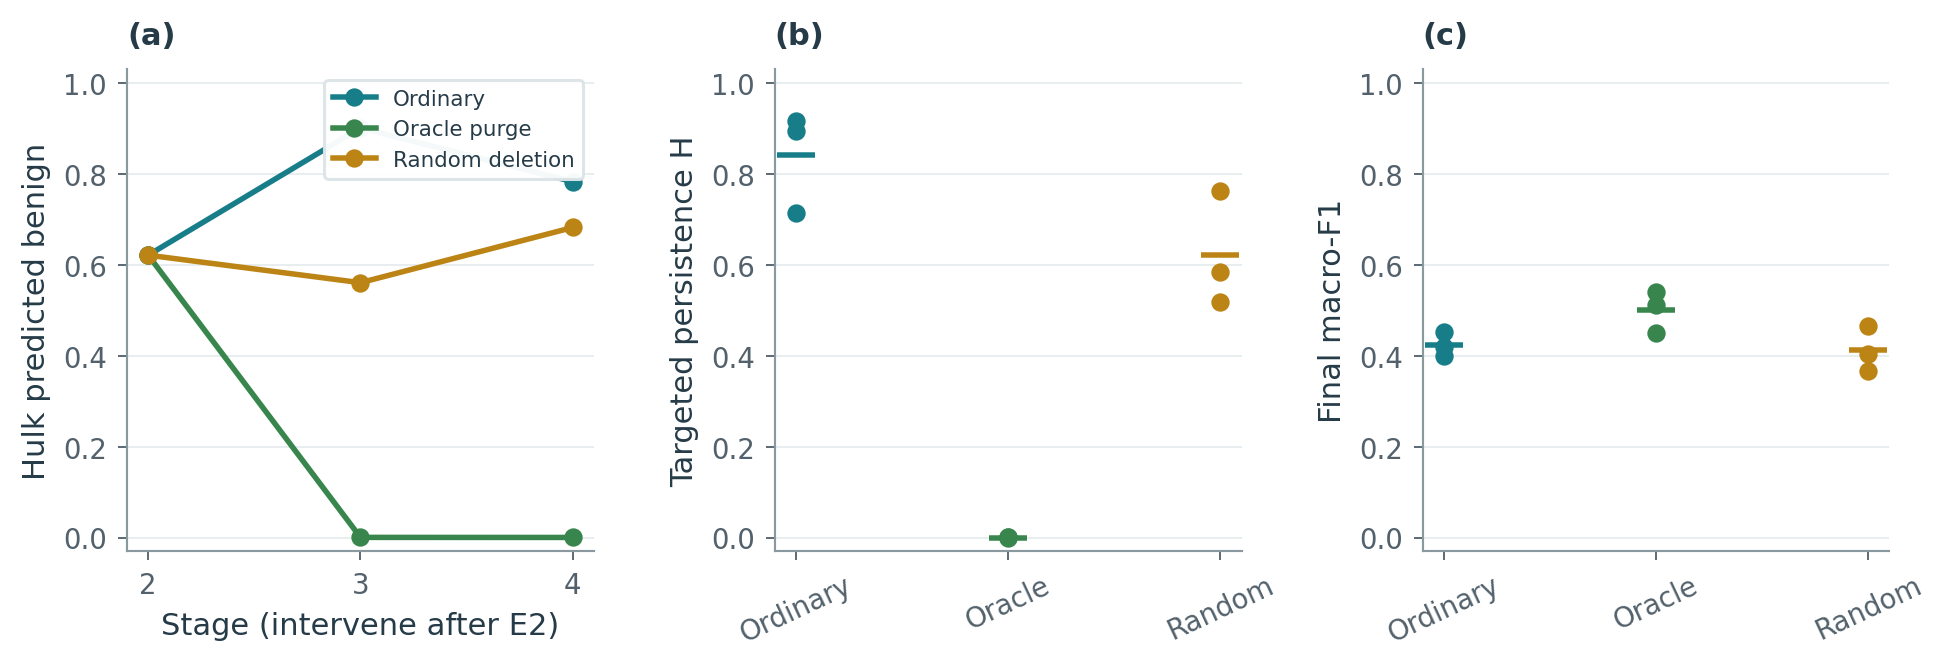 (a)
Hulk predicted benign
1.0
0.8
0.6
0.4
0.2
0.0
Ordinary
Oracle purge
Random deletion
2
3
4
Stage (intervene after E2)
(b)
Targeted persistence H
1.0
0.8
0.6
0.4
0.2
0.0
Ordinary
Oracle
Random
(c)
Final macro-F1
1.0
0.8
0.6
0.4
0.2
0.0
Ordinary
Oracle
Random